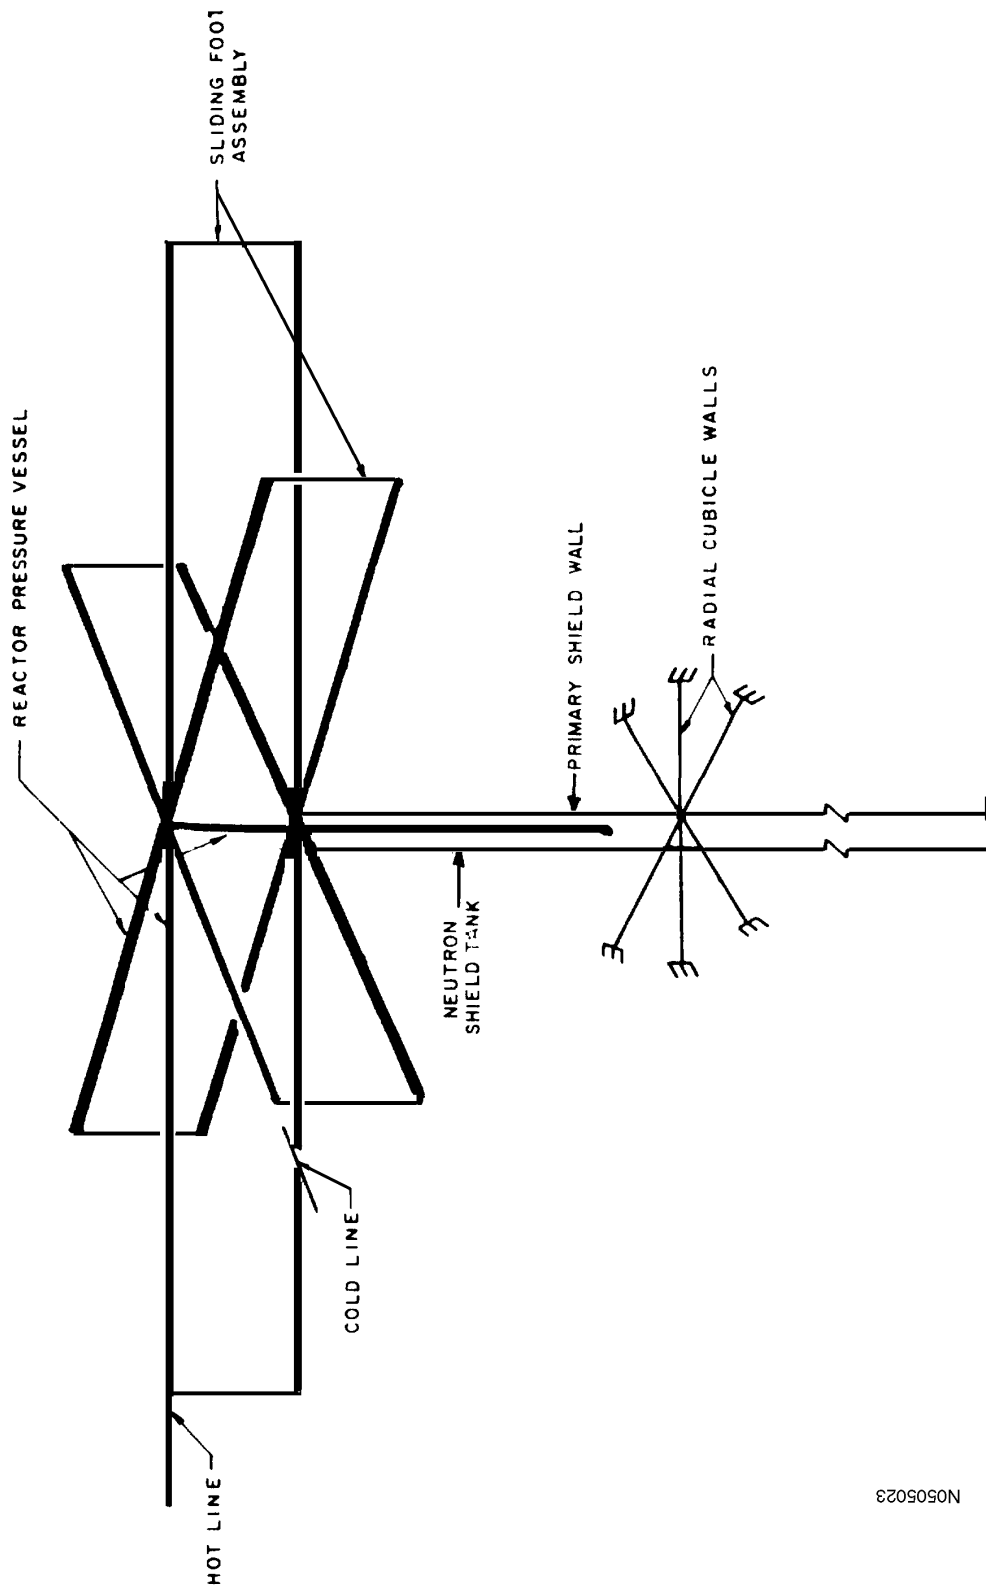 REACTOR PRESSURE VESSEL
SLIDING FOOT
ASSEMBLY
HOT LINE
COLD LINE
NEUTRON
SHIELD TANK
PRIMARY SHIELD WALL
RADIAL CUBICLE WALLS
N0505023